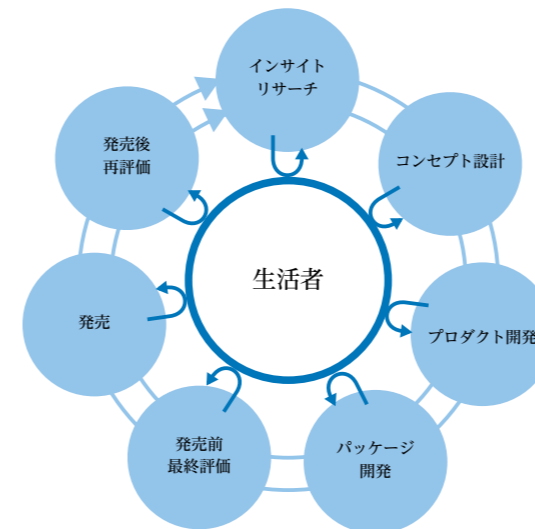 インサイト
リサーチ
コンセプト設計
プロダクト開発
パッケージ
開発
発売前
最終評価
発売
発売後
再評価
生活者